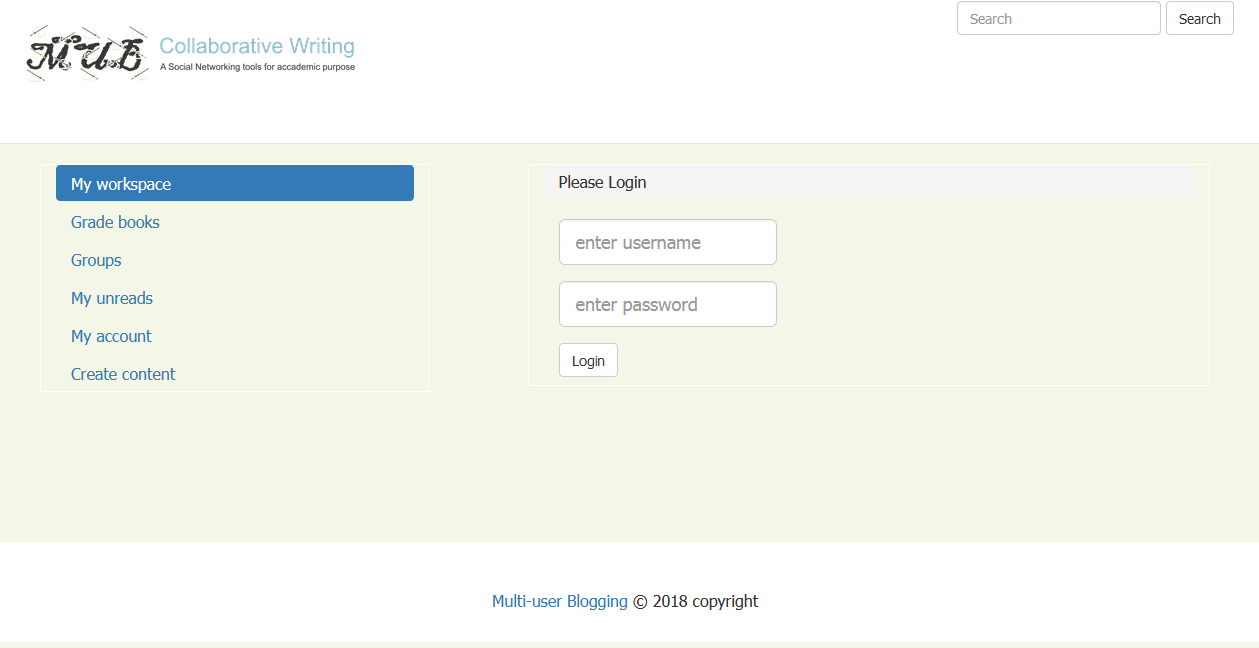 MUE
Collaborative Writing
A Social Networking tools for accademic purpose
Search
Search
My workspace
Grade books
Groups
My unreads
My account
Create content
Please Login
enter username
enter password
Login
Multi-user Blogging © 2018 copyright